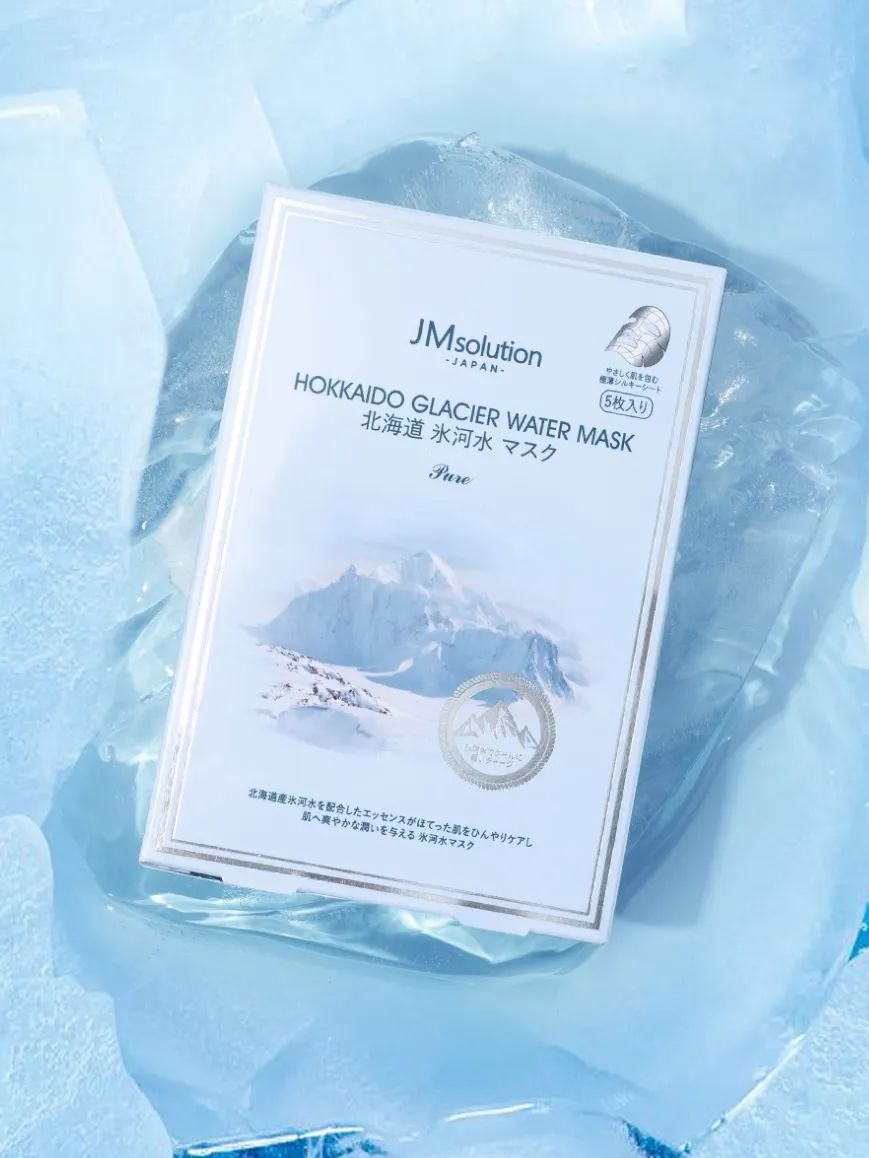 JMsolution
-JAPAN-
やさしく肌を包む
極薄シルキーシート
5枚入り
HOKKAIDO GLACIER WATER MASK
北海道 氷河水 マスク
Pure
北海道産氷河水を配合したエッセンスがほてった肌をひんやりケアし
肌へ爽やかな潤いを与える 氷河水マスク